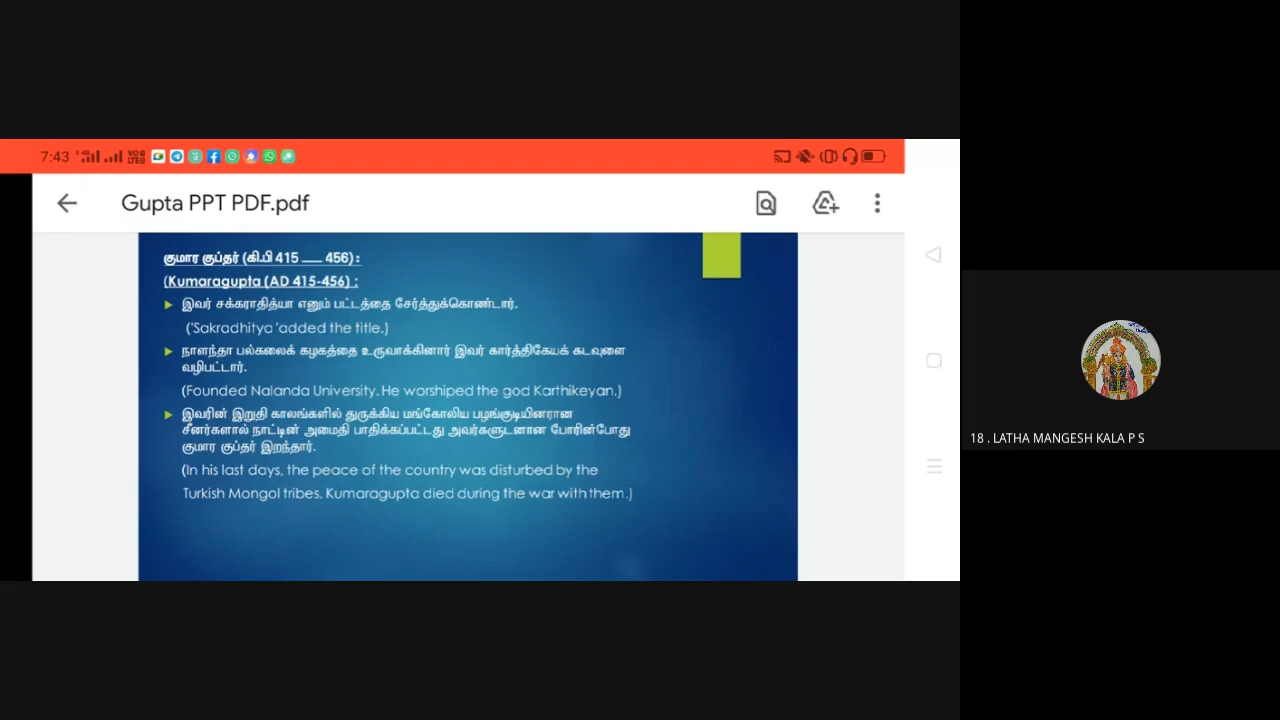 7:43
Gupta PPT PDF.pdf
குமார குப்தர் (கி.பி 415 ___ 456) :
(Kumaragupta (AD 415-456) :
இவர் சக்கராதித்யா எனும் பட்டத்தை சேர்த்துக்கொண்டார்.
('Sakradhitya 'added the title.)
நாளந்தா பல்கலைக் கழகத்தை உருவாக்கினார் இவர் கார்த்திகேயக் கடவுளை
வழிபட்டார்.
(Founded Nalanda University. He worshiped the god Karthikeyan.)
இவரின் இறுதி காலங்களில் துருக்கிய மங்கோலிய பழங்குடியினரான
சீனர்களால் நாட்டின் அமைதி பாதிக்கப்பட்டது அவர்களுடனான போரின்போது
குமார குப்தர் இறந்தார்.
(In his last days, the peace of the country was disturbed by the
Turkish Mongol tribes. Kumaragupta died during the war with them.)
18 . LATHA MANGESH KALA P S